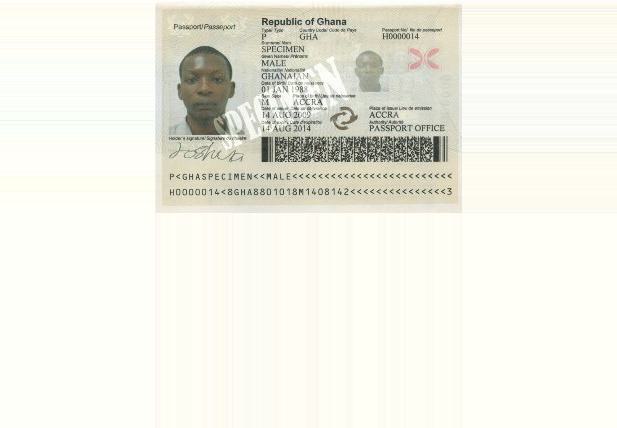 Passport/Passeport
Republic of Ghana
Type/ Type Country Code/ Code de Pays Passport No/ No de passeport
P GHA H0000014
Surname/ Nom
SPECIMEN
Given Names/ Prénoms
MALE
Nationality/ Nationalité
GHANAIAN
Date of birth/ Date de naissance
01 JAN 1988
Sex/ Sexe Place of birth/ Lieu de naissance
M ACCRA
Date of issue/ Date de délivrance Place of issue/ Lieu de émission
14 AUG 2009 ACCRA
Date of expiry/ Date d'expiration Authority/ Autorité
14 AUG 2014 PASSPORT OFFICE
Holder's signature/ Signature du titulaire
SPECIMEN
P<GHASPECIMEN<<MALE<<<<<<<<<<<<<<<<<<<<<<<<<
H0000014<8GHA8801018M1408142<<<<<<<<<<<<<<<3